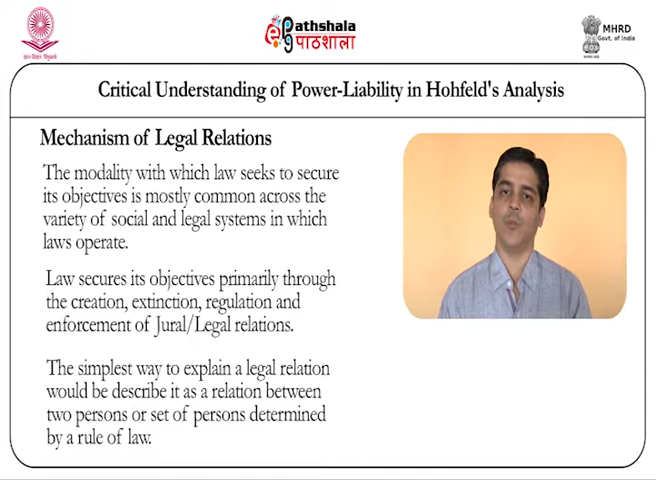 Pathshala
पाठशाला
MHRD
Govt. of India
Critical Understanding of Power-Liability in Hohfeld's Analysis
Mechanism of Legal Relations
The modality with which law seeks to secure
its objectives is mostly common across the
variety of social and legal systems in which
laws operate.
Law secures its objectives primarily through
the creation, extinction, regulation and
enforcement of Jural/Legal relations.
The simplest way to explain a legal relation
would be describe it as a relation between
two persons or set of persons determined
by a rule of law.